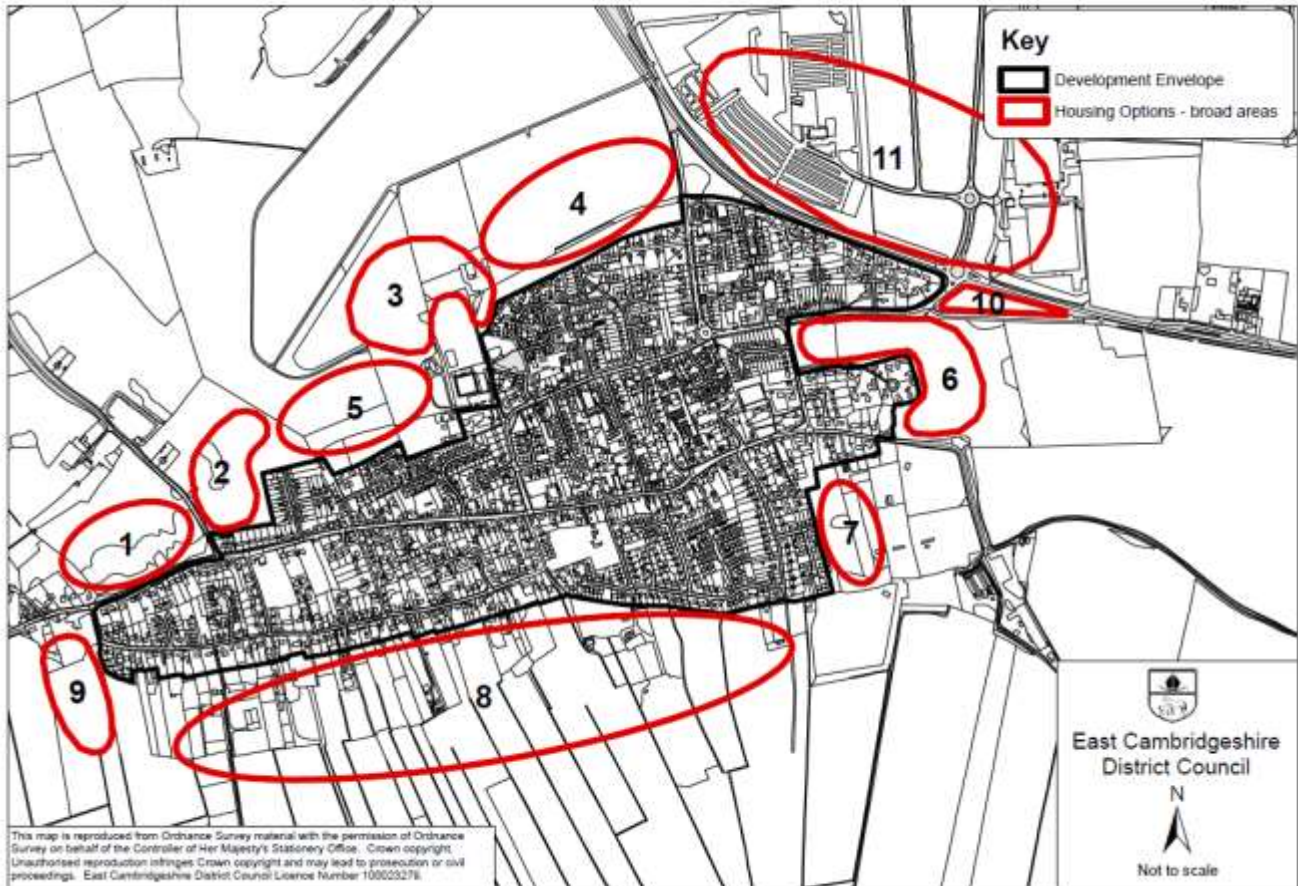 Key
Development Envelope
Housing Options - broad areas
11
4
3
10
6
5
2
1
7
8
9
East Cambridgeshire
District Council
N
Not to scale
This map is reproduced from Ordnance Survey material with the permission of Ordnance
Survey on behalf of the Controller of Her Majesty's Stationery Office. Crown copyright.
Unauthorised reproduction infringes Crown copyright and may lead to prosecution or civil
proceedings. East Cambridgeshire District Council Licence Number 100023279.